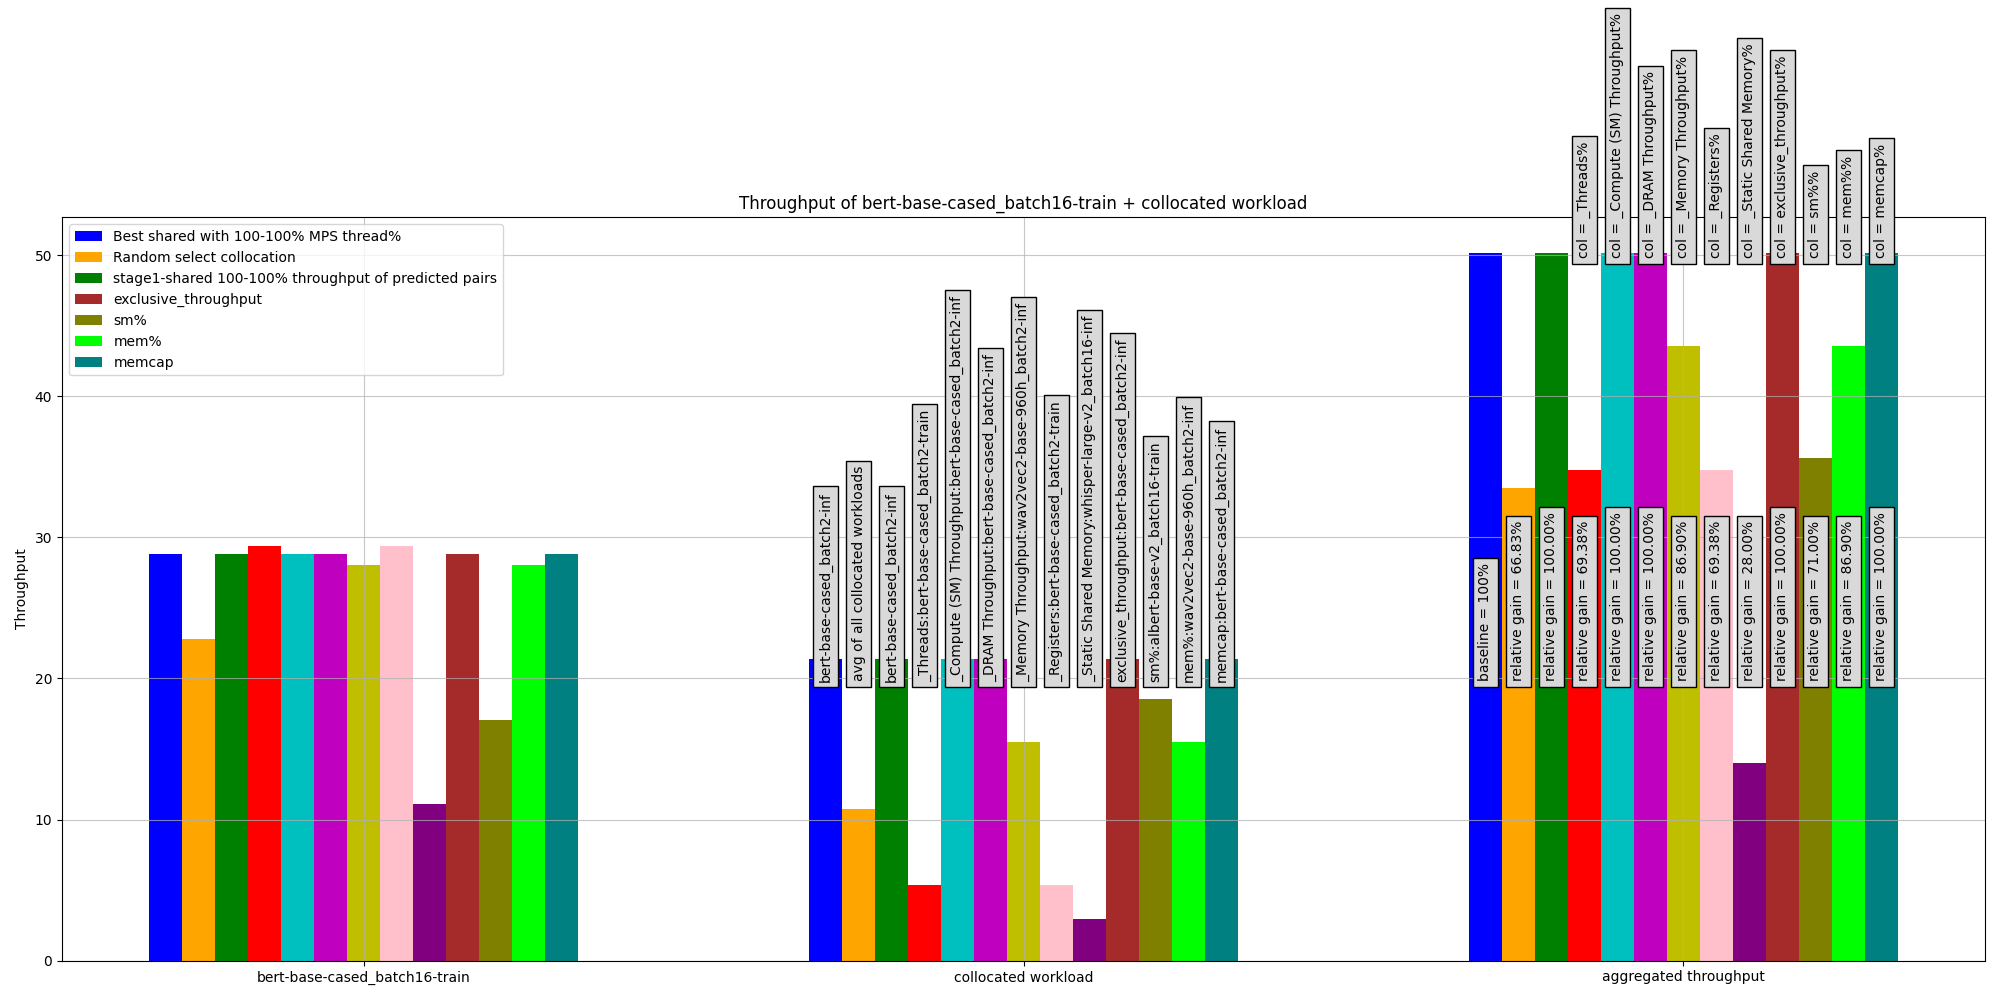 col = _Threads%
col = _Compute (SM) Throughput%
col = _DRAM Throughput%
col = _Memory Throughput%
col = _Registers%
col = _Static Shared Memory%
col = exclusive_throughput%
col = sm%%
col = mem%%
col = memcap%
Throughput of bert-base-cased_batch16-train + collocated workload
Best shared with 100-100% MPS thread%
Random select collocation
stage1-shared 100-100% throughput of predicted pairs
exclusive_throughput
sm%
mem%
memcap
Throughput
50
40
30
20
10
0
bert-base-cased_batch2-inf
avg of all collocated workloads
bert-base-cased_batch2-inf
_Threads:bert-base-cased_batch2-train
_Compute (SM) Throughput:bert-base-cased_batch2-inf
_DRAM Throughput:bert-base-cased_batch2-inf
_Memory Throughput:wav2vec2-base-960h_batch2-inf
_Registers:bert-base-cased_batch2-train
_Static Shared Memory:whisper-large-v2_batch16-inf
exclusive_throughput:bert-base-cased_batch2-inf
sm%:albert-base-v2_batch16-train
mem%:wav2vec2-base-960h_batch2-inf
memcap:bert-base-cased_batch2-inf
baseline = 100%
relative gain = 66.83%
relative gain = 100.00%
relative gain = 69.38%
relative gain = 100.00%
relative gain = 100.00%
relative gain = 86.90%
relative gain = 69.38%
relative gain = 28.00%
relative gain = 100.00%
relative gain = 71.00%
relative gain = 86.90%
relative gain = 100.00%
bert-base-cased_batch16-train
collocated workload
aggregated throughput